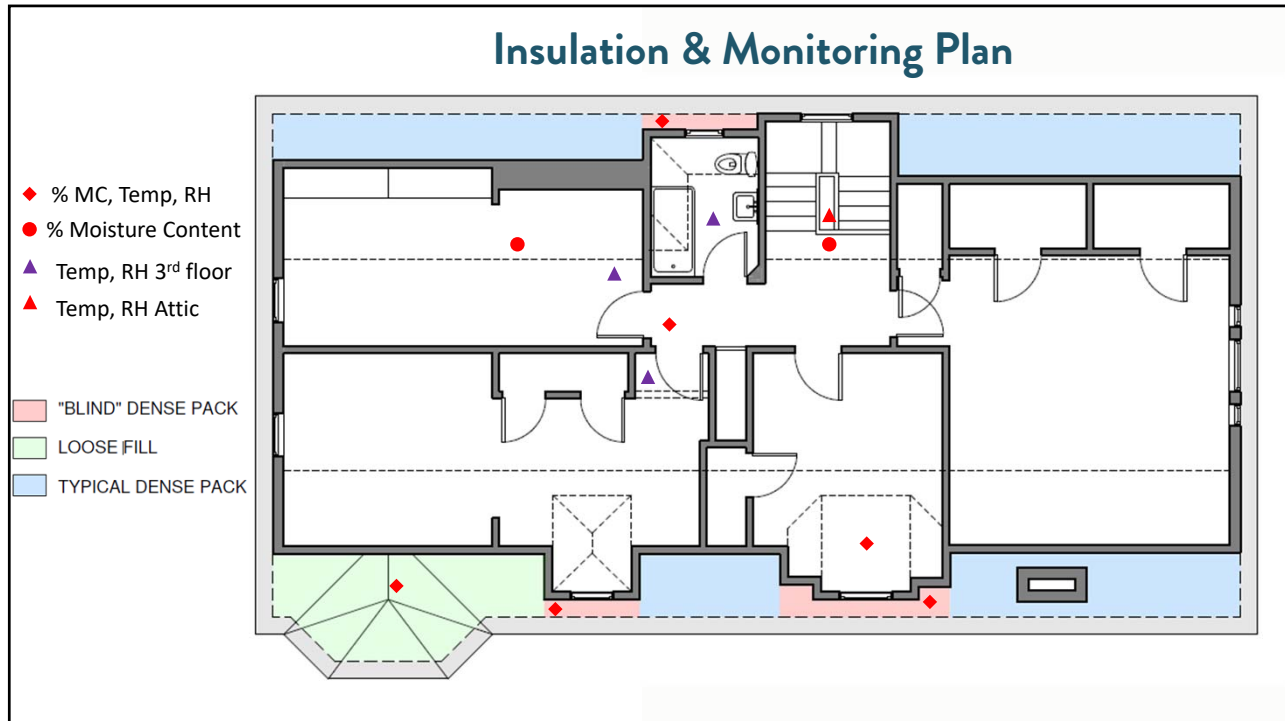 Insulation & Monitoring Plan
% MC, Temp, RH
% Moisture Content
Temp, RH 3rd floor
Temp, RH Attic
"BLIND" DENSE PACK
LOOSE FILL
TYPICAL DENSE PACK